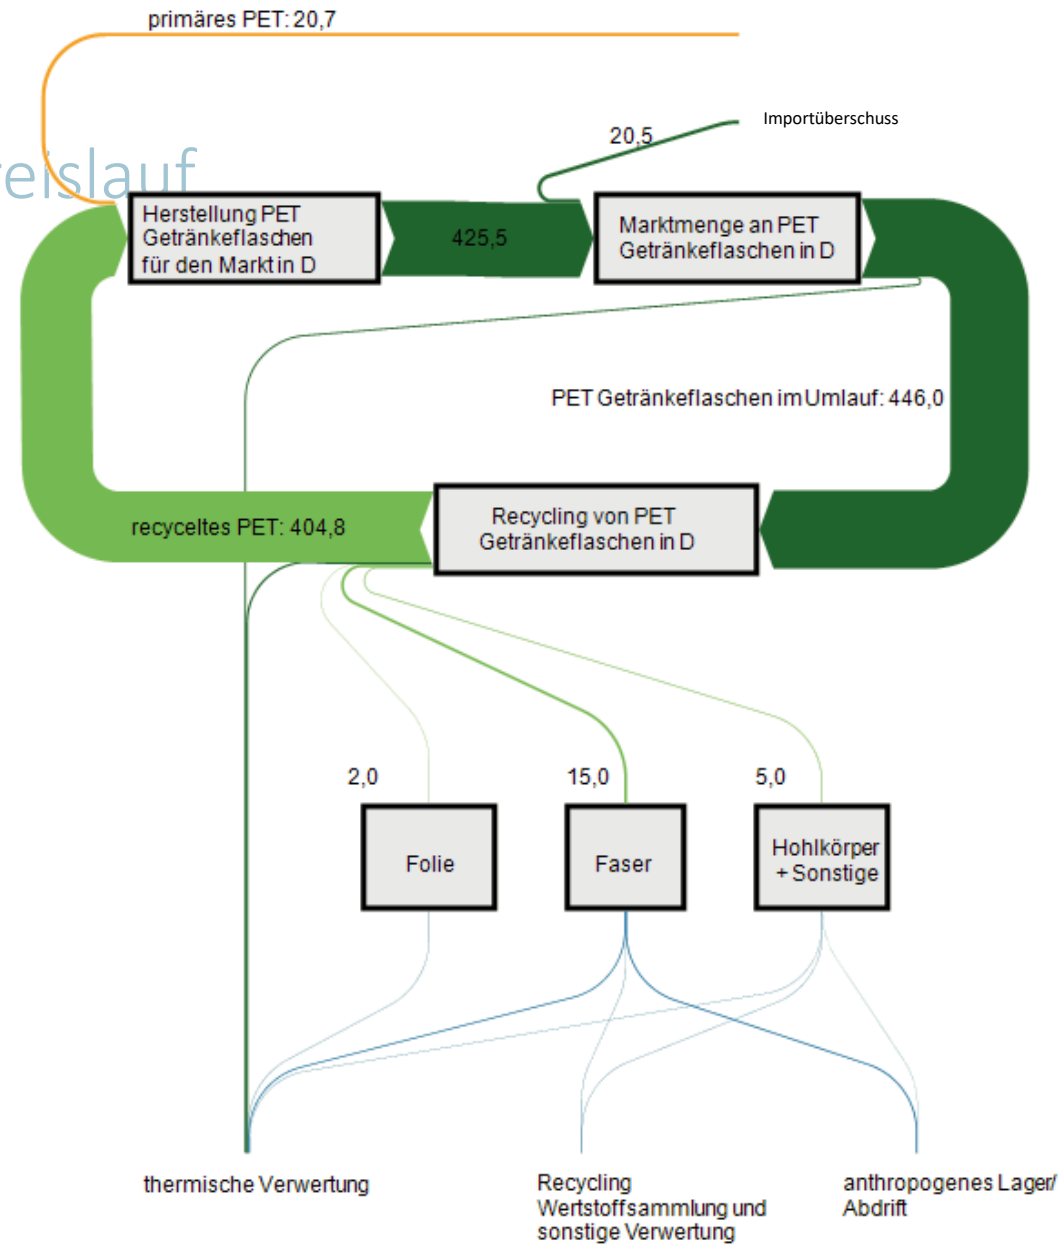 primäres PET: 20,7
Importüberschuss
20,5
eislauf
Herstellung PET
Getränkeflaschen
für den Markt in D
425,5
Marktmenge an PET
Getränkeflaschen in D
PET Getränkeflaschen im Umlauf: 446,0
recyceltes PET: 404,8
Recycling von PET
Getränkeflaschen in D
2,0
15,0
5,0
Folie
Faser
Hohlkörper
+ Sonstige
thermische Verwertung
Recycling
Wertstoffsammlung und
sonstige Verwertung
anthropogenes Lager/
Abdrift